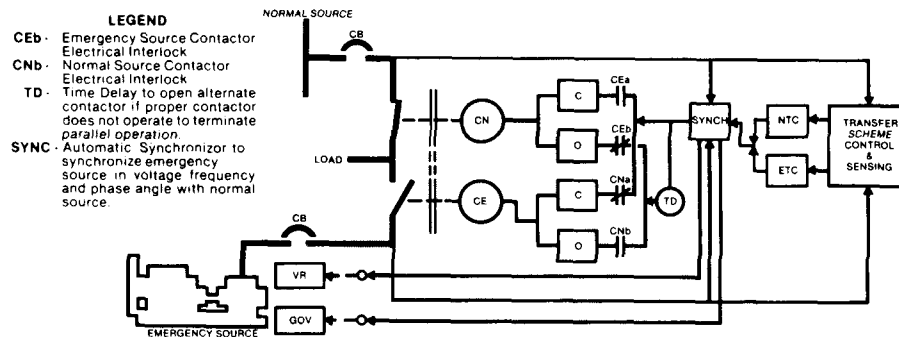 LEGEND
CEb - Emergency Source Contactor
Electrical Interlock
CNb - Normal Source Contactor
Electrical Interlock
TD - Time Delay to open alternate
contactor if proper contactor
does not operate to terminate
parallel operation.
SYNC - Automatic Synchronizor to
synchronize emergency
source in voltage frequency
and phase angle with normal
source.
NORMAL SOURCE
CB
CN
C
CEa
O
CEb
SYNCH
NTC
ETC
TRANSFER
SCHEME
CONTROL
&
SENSING
LOAD
CE
C
CNa
O
CNb
TD
CB
VR
GOV
EMERGENCY SOURCE